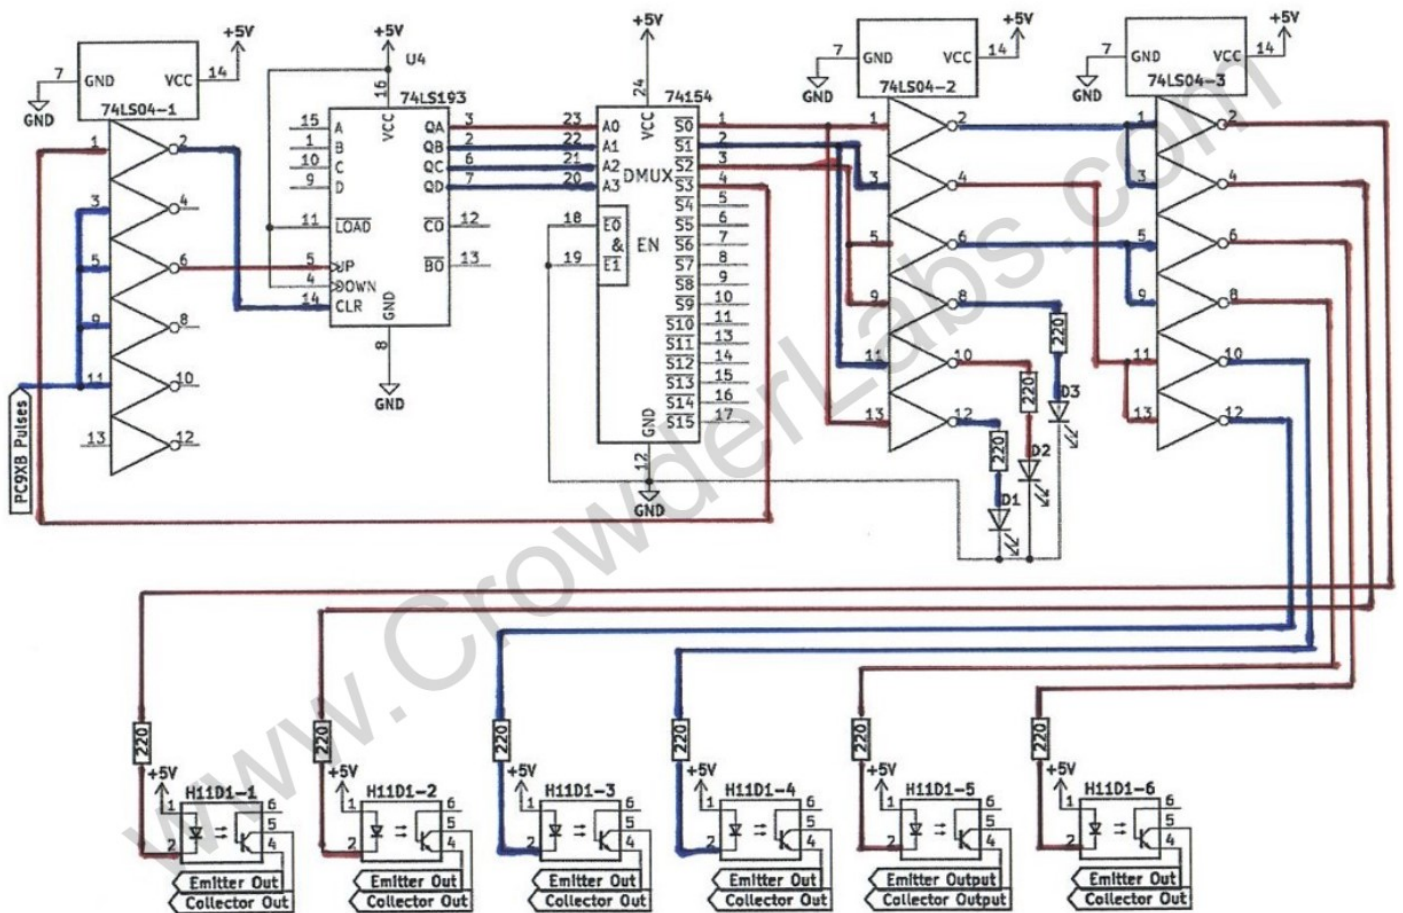 +5V
7 GND VCC 14
GND
74LS04-1
1 2
3 4
5 6
9 8
11 10
13 12
PC9XB Pulses
+5V
U4
16
74LS193
VCC
15 A QA 3
1 B QB 2
10 C QC 6
9 D QD 7
11 LOAD CO 12
5 UP
4 DOWN BO 13
14 CLR
GND
8
GND
+5V
24
74154
VCC
23 A0 S0 1
22 A1 S1 2
21 A2 S2 3
20 A3 S3 4
DMUX
S4 5
18 E0 S5 6
& EN S6 7
19 E1 S7 8
S8 9
S9 10
S10 11
S11 13
S12 14
S13 15
S14 16
S15 17
GND
12
GND
+5V
7 GND VCC 14
GND
74LS04-2
1 2
3 4
5 6
9 8
11 10
13 12
220
220
220
D3
D2
D1
+5V
7 GND VCC 14
GND
74LS04-3
1 2
3 4
5 6
9 8
11 10
13 12
www.CrowderLabs.com
220
+5V
H11D1-1
1 6
5
2 4
Emitter Out
Collector Out
220
+5V
H11D1-2
1 6
5
2 4
Emitter Out
Collector Out
220
+5V
H11D1-3
1 6
5
2 4
Emitter Out
Collector Out
220
+5V
H11D1-4
1 6
5
2 4
Emitter Out
Collector Out
220
+5V
H11D1-5
1 6
5
2 4
Emitter Output
Collector Output
220
+5V
H11D1-6
1 6
5
2 4
Emitter Out
Collector Out